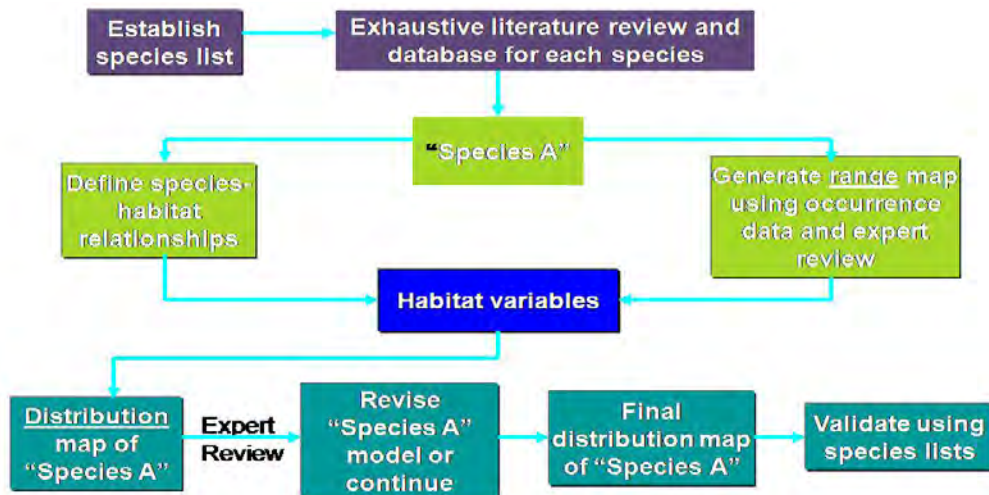 Establish
species list
Exhaustive literature review and
database for each species
“Species A”
Define species-
habitat
relationships
Generate range map
using occurrence
data and expert
review
Habitat variables
Distribution
map of
“Species A”
Expert
Review
Revise
“Species A”
model or
continue
Final
distribution map
of “Species A”
Validate using
species lists